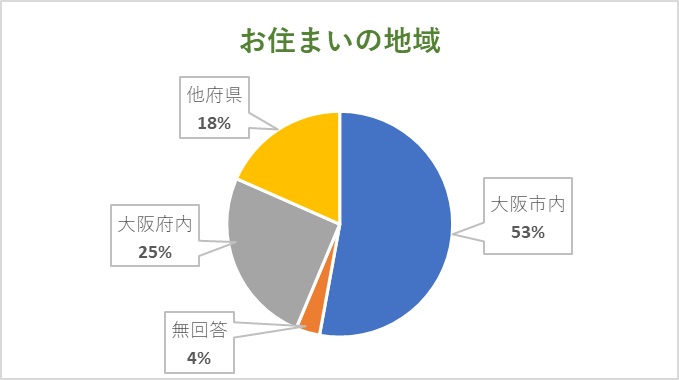 お住まいの地域
他府県
18%
大阪市内
53%
大阪府内
25%
無回答
4%